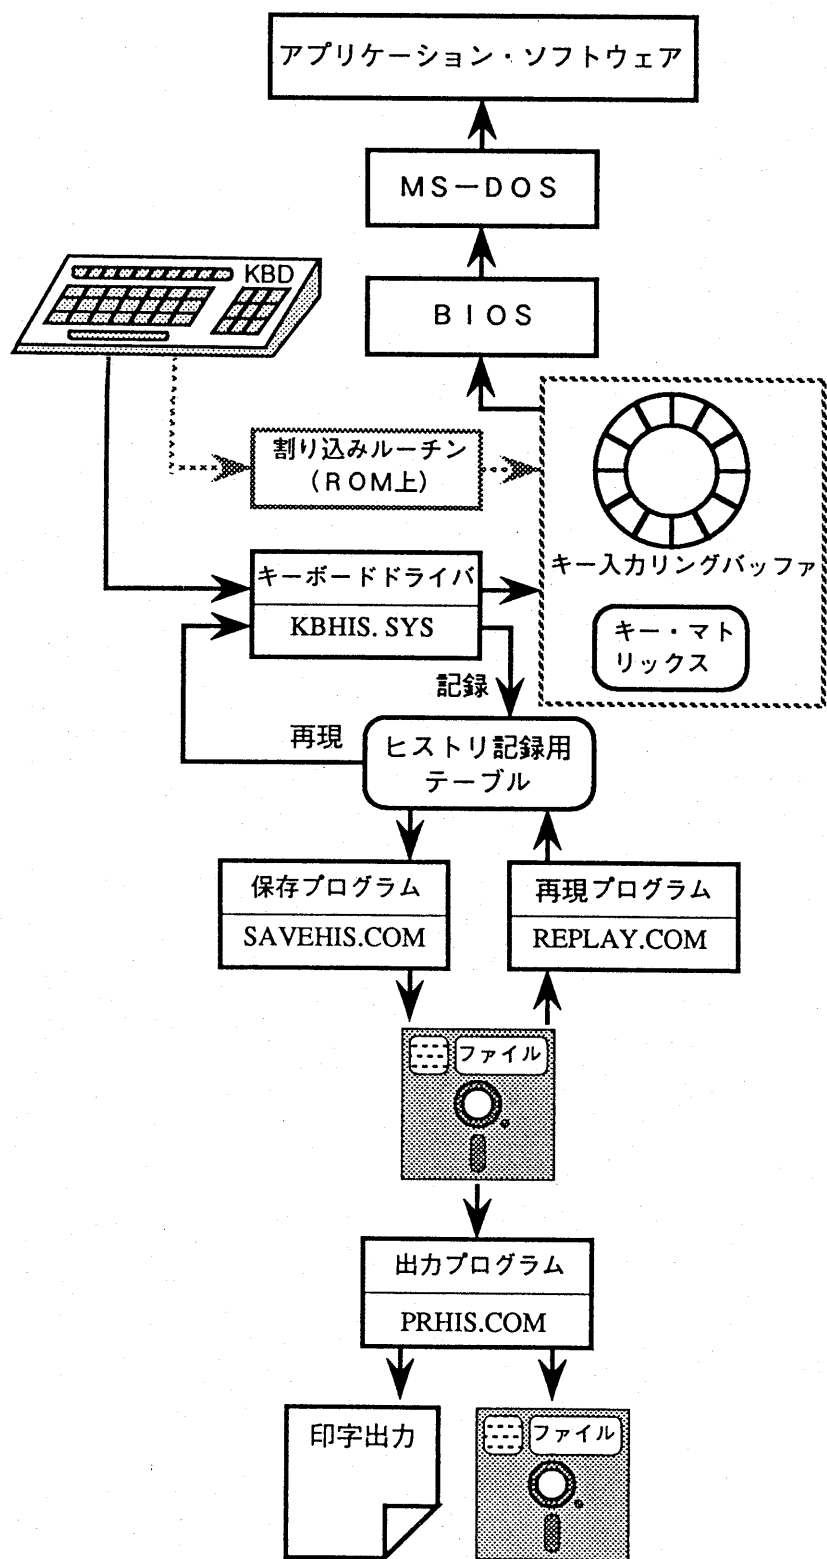 アプリケーション・ソフトウェア
MS－DOS
KBD
BIOS
割り込みルーチン
(ROM上)
キー入力リングバッファ
キーボードドライバ
KBHIS.SYS
キー・マト
リックス
記録
再現
ヒストリ記録用
テーブル
保存プログラム
SAVEHIS.COM
再現プログラム
REPLAY.COM
ファイル
出力プログラム
PRHIS.COM
印字出力
ファイル